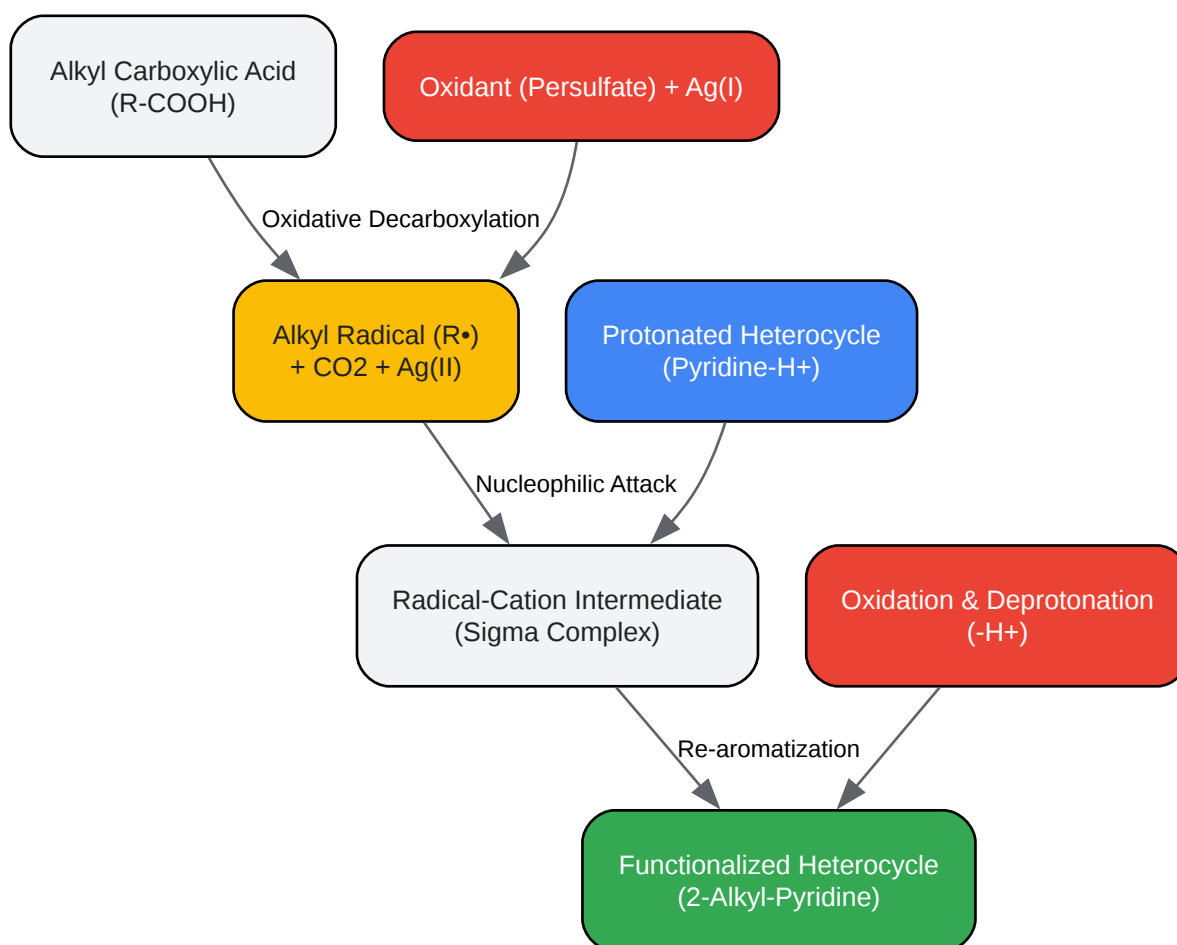 Alkyl Carboxylic Acid
(R-COOH)
Oxidant (Persulfate) + Ag(I)
Oxidative Decarboxylation
Alkyl Radical (R•)
+ CO2 + Ag(II)
Protonated Heterocycle
(Pyridine-H+)
Nucleophilic Attack
Radical-Cation Intermediate
(Sigma Complex)
Oxidation & Deprotonation
(-H+)
Re-aromatization
Functionalized Heterocycle
(2-Alkyl-Pyridine)